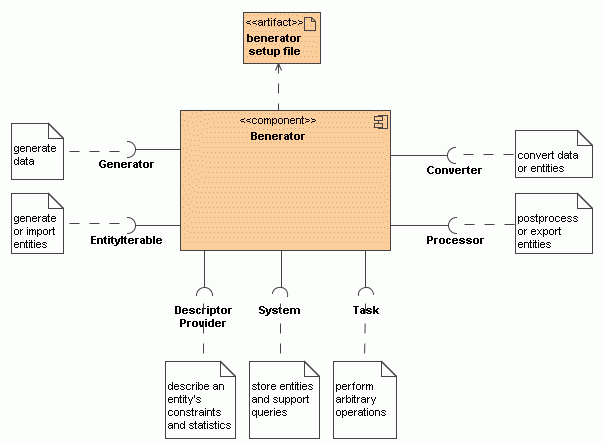 <<artifact>>
benerator
setup file
<<component>>
Benerator
generate
data
Generator
Converter
convert data
or entities
generate
or import
entities
EntityIterable
Processor
postprocess
or export
entities
Descriptor
Provider
System
Task
describe an
entity's
constraints
and statistics
store entities
and support
queries
perform
arbitrary
operations